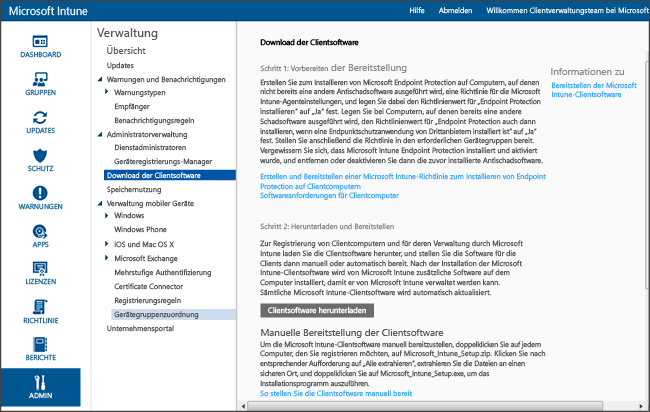 Microsoft Intune
Hilfe Abmelden Willkommen Clientverwaltungsteam bei Microsoft
DASHBOARD
GRUPPEN
UPDATES
SCHUTZ
WARNUNGEN
APPS
LIZENZEN
RICHTLINIE
BERICHTE
ADMIN
Verwaltung
Übersicht
Updates
Warnungen und Benachrichtigungen
Warnungstypen
Empfänger
Benachrichtigungsregeln
Administratorverwaltung
Dienstadministratoren
Geräteregistrierungs-Manager
Download der Clientsoftware
Speichernutzung
Verwaltung mobiler Geräte
Windows
Windows Phone
iOS und Mac OS X
Microsoft Exchange
Mehrstufige Authentifizierung
Certificate Connector
Registrierungsregeln
Gerätegruppenzuordnung
Unternehmensportal
Download der Clientsoftware
Schritt 1: Vorbereiten der Bereitstellung
Erstellen Sie zum Installieren von Microsoft Endpoint Protection auf Computern, auf denen
nicht bereits eine andere Antischadsoftware ausgeführt wird, eine Richtlinie für die Microsoft
Intune-Agenteinstellungen, und legen Sie dabei den Richtlinienwert für „Endpoint Protection
installieren" auf „Ja" fest. Legen Sie bei Computern, auf denen bereits eine andere
Schadsoftware ausgeführt wird, den Richtlinienwert für „Endpoint Protection auch dann
installieren, wenn eine Endpunktschutzanwendung von Drittanbietern installiert ist" auf „Ja"
fest. Stellen Sie anschließend die Richtlinie in den erforderlichen Gerätegruppen bereit.
Vergewissern Sie sich, dass Microsoft Intune Endpoint Protection installiert und aktiviert
wurde, und entfernen oder deaktivieren Sie dann die zuvor installierte Antischadsoftware.
Erstellen und Bereitstellen einer Microsoft Intune-Richtlinie zum Installieren von Endpoint
Protection auf Clientcomputern
Softwareanforderungen für Clientcomputer
Schritt 2: Herunterladen und Bereitstellen
Zur Registrierung von Clientcomputern und für deren Verwaltung durch Microsoft
Intune laden Sie die Clientsoftware herunter, und stellen Sie die Software für die
Clients dann manuell oder automatisch bereit. Nach der Installation der Microsoft
Intune-Clientsoftware wird von Microsoft Intune zusätzliche Software auf dem
Computer installiert, damit er von Microsoft Intune verwaltet werden kann.
Sämtliche Microsoft Intune-Clientsoftware wird automatisch aktualisiert.
Clientsoftware herunterladen
Manuelle Bereitstellung der Clientsoftware
Um die Microsoft Intune-Clientsoftware manuell bereitzustellen, doppelklicken Sie auf jedem
Computer, den Sie registrieren möchten, auf Microsoft_Intune_Setup.zip. Klicken Sie nach
entsprechender Aufforderung auf „Alle extrahieren", extrahieren Sie die Dateien an einen
sicheren Ort, und doppelklicken Sie auf Microsoft_Intune_Setup.exe, um das
Installationsprogramm auszuführen.
So stellen Sie die Clientsoftware manuell bereit
Informationen zu
Bereitstellen der Microsoft
Intune-Clientsoftware